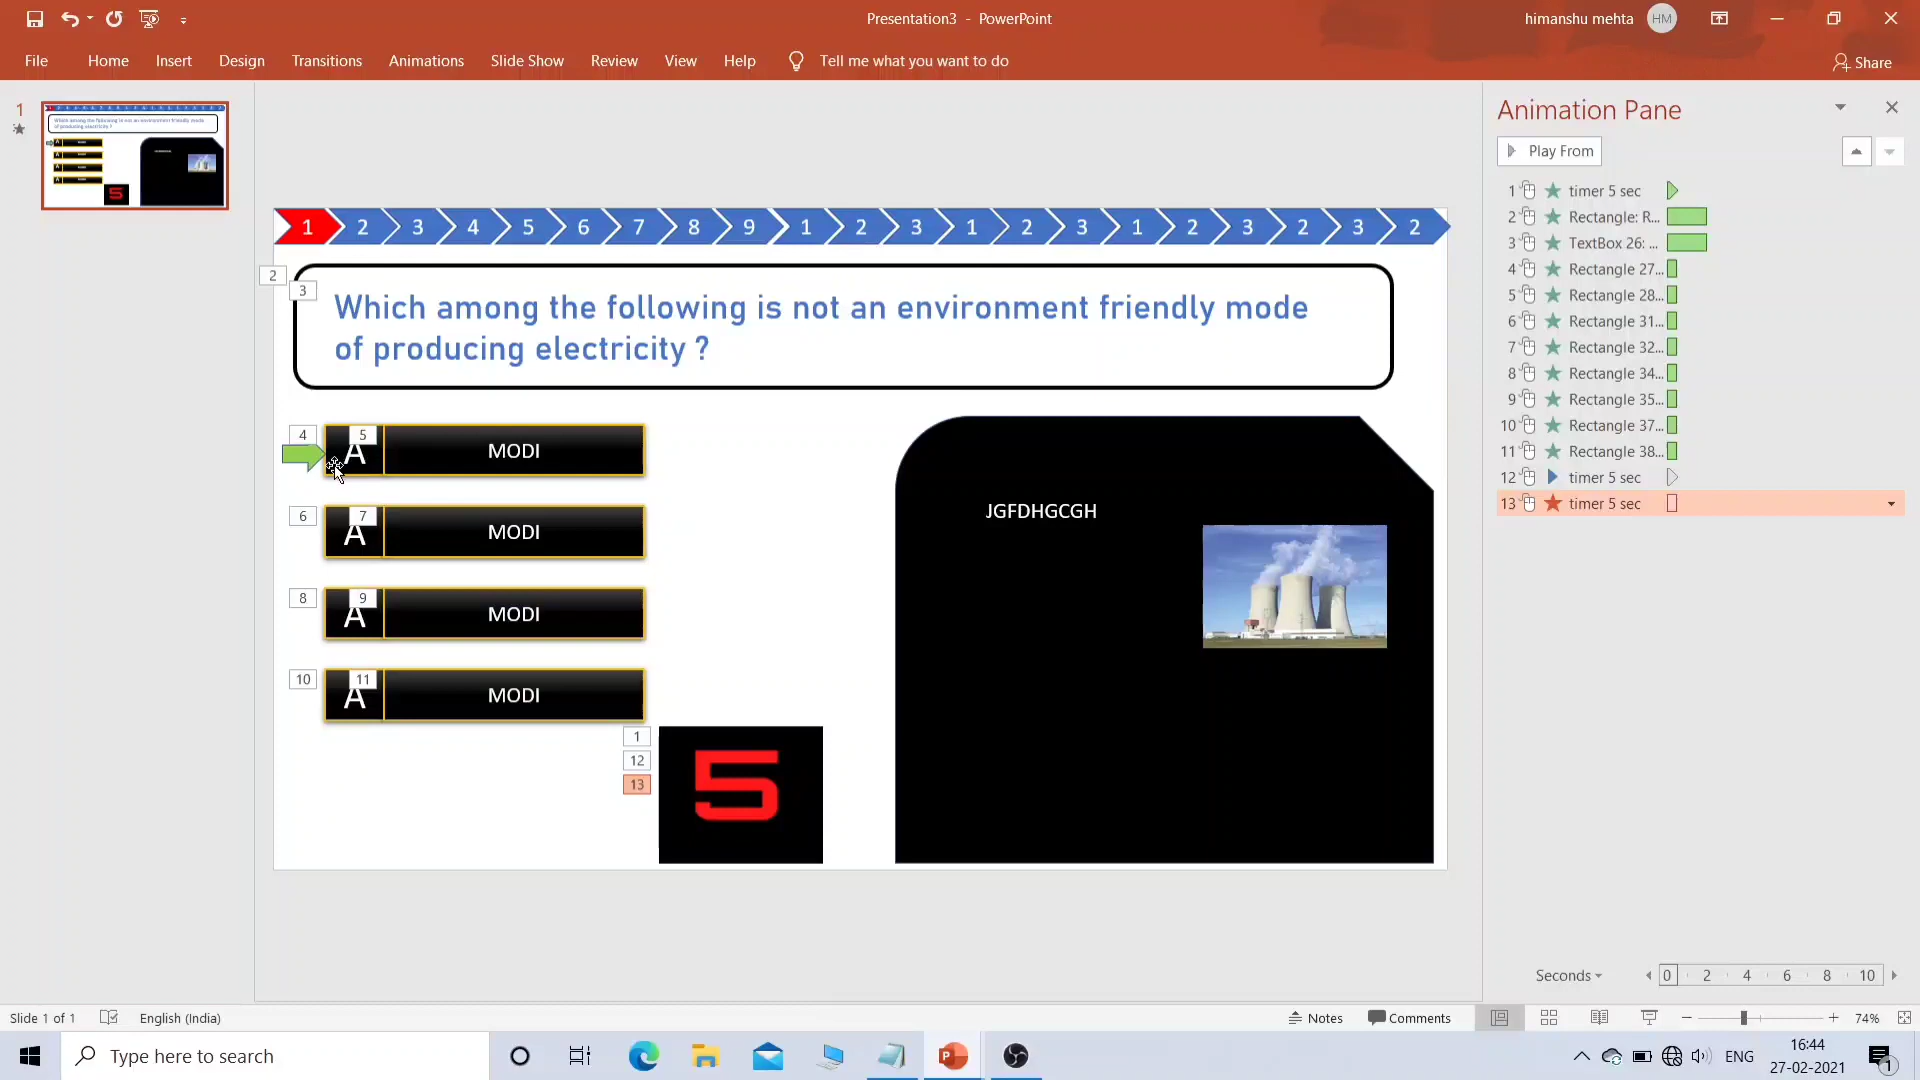 Presentation3 - PowerPoint
himanshu mehta
HM
File Home Insert Design Transitions Animations Slide Show Review View Help Tell me what you want to do
Share
1
Animation Pane
Play From
1 timer 5 sec
2 Rectangle: R...
3 TextBox 26: ...
4 Rectangle 27...
5 Rectangle 28...
6 Rectangle 31...
7 Rectangle 32...
8 Rectangle 34...
9 Rectangle 35...
10 Rectangle 37...
11 Rectangle 38...
12 timer 5 sec
13 timer 5 sec
1 2 3 4 5 6 7 8 9 1 2 3 1 2 3 1 2 3 2 3 2
2
3
Which among the following is not an environment friendly mode
of producing electricity ?
4 5
A MODI
6 7
A MODI
8 9
A MODI
10 11
A MODI
1
12
13
5
JGFDHGCGH
Seconds 0 2 4 6 8 10
Slide 1 of 1 English (India) Notes Comments 74%
Type here to search
ENG
16:44
27-02-2021
1